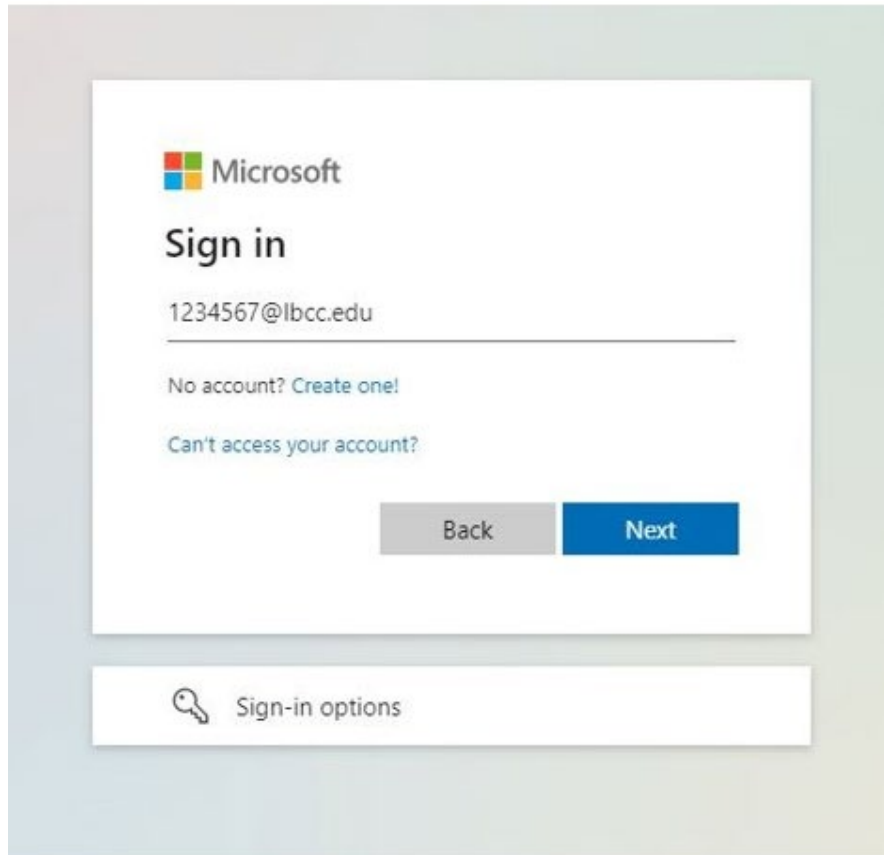 Microsoft
Sign in
1234567@lbcc.edu
No account? Create one!
Can't access your account?
Back Next
Sign-in options